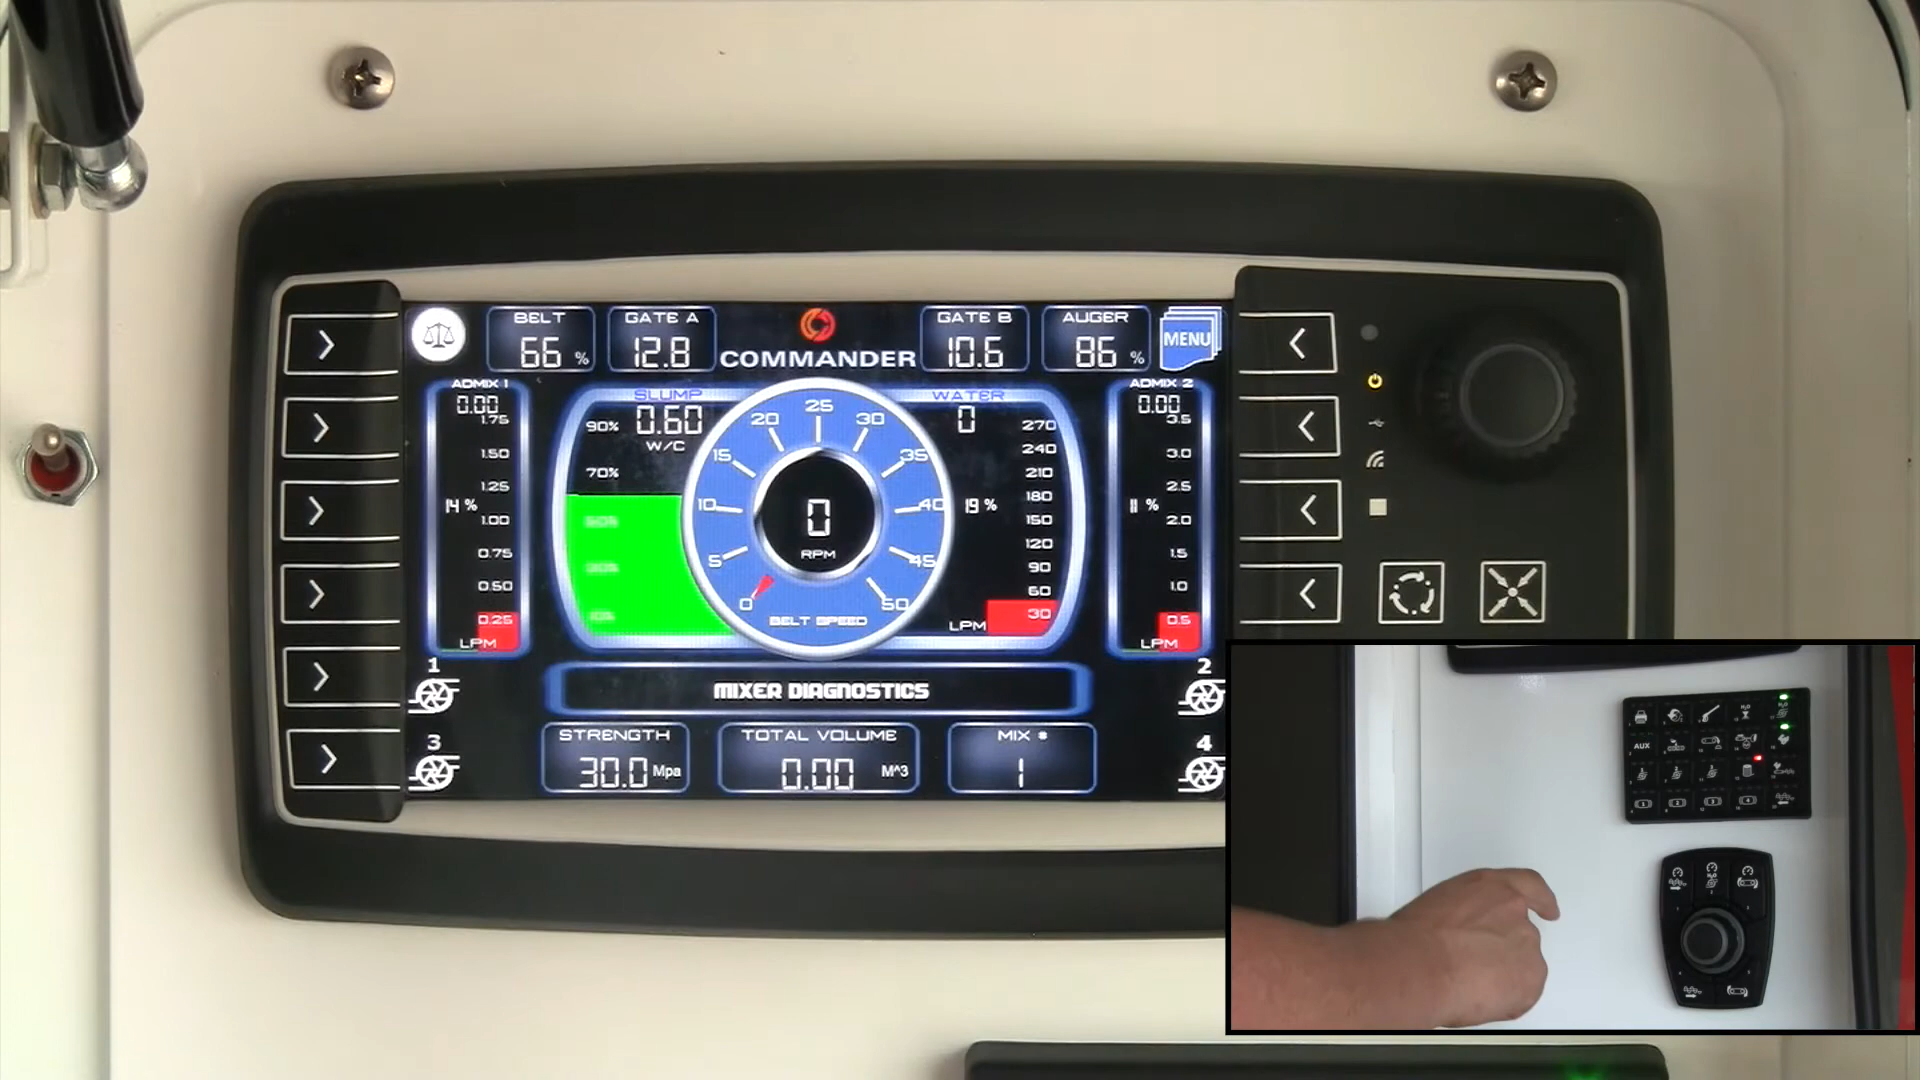 BELT
66 %
GATE A
12.8
COMMANDER
GATE B
10.6
AUGER
86 %
MENU
ADMIX 1
0.00
1.75
1.50
1.25
14 %
1.00
0.75
0.50
0.25
LPM
SLUMP
0.60
W/C
90%
70%
0
5
10
15
20
25
30
35
40
45
50
0
RPM
BELT SPEED
WATER
0
270
240
210
19 %
180
150
120
90
60
30
LPM
ADMIX 2
0.00
3.5
3.0
2.5
11 %
2.0
1.5
1.0
0.5
LPM
1
2
3
4
MIXER DIAGNOSTICS
STRENGTH
30.0 Mpa
TOTAL VOLUME
0.00 M^3
MIX #
1
AUX